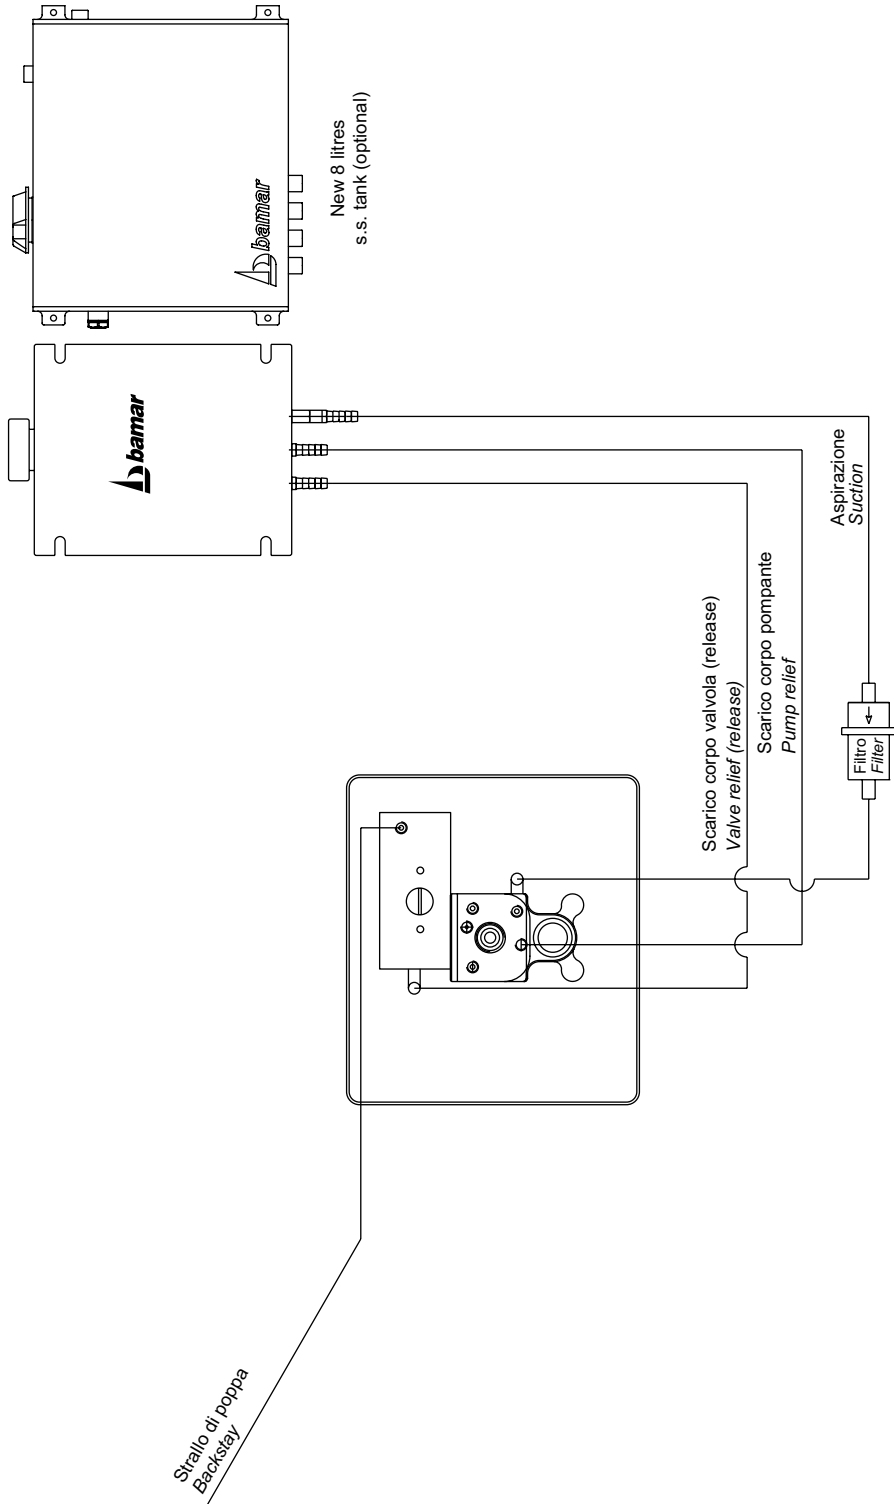 New 8 litres
s.s. tank (optional)
bamar
bamar
Aspirazione
Suction
Scarico corpo pompante
Pump relief
Scarico corpo valvola (release)
Valve relief (release)
Filtro
Filter
Strallo di poppa
Backstay